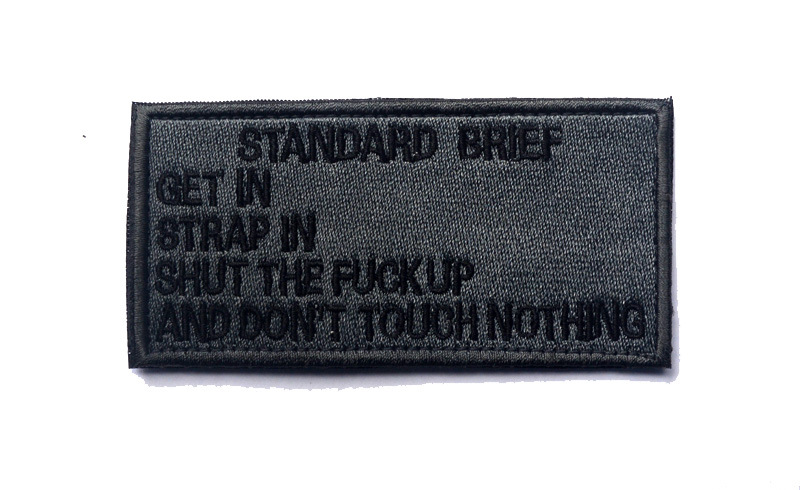 STANDARD BRIEF
GET IN
STRAP IN
SHUT THE FUCK UP
AND DON'T TOUCH NOTHING